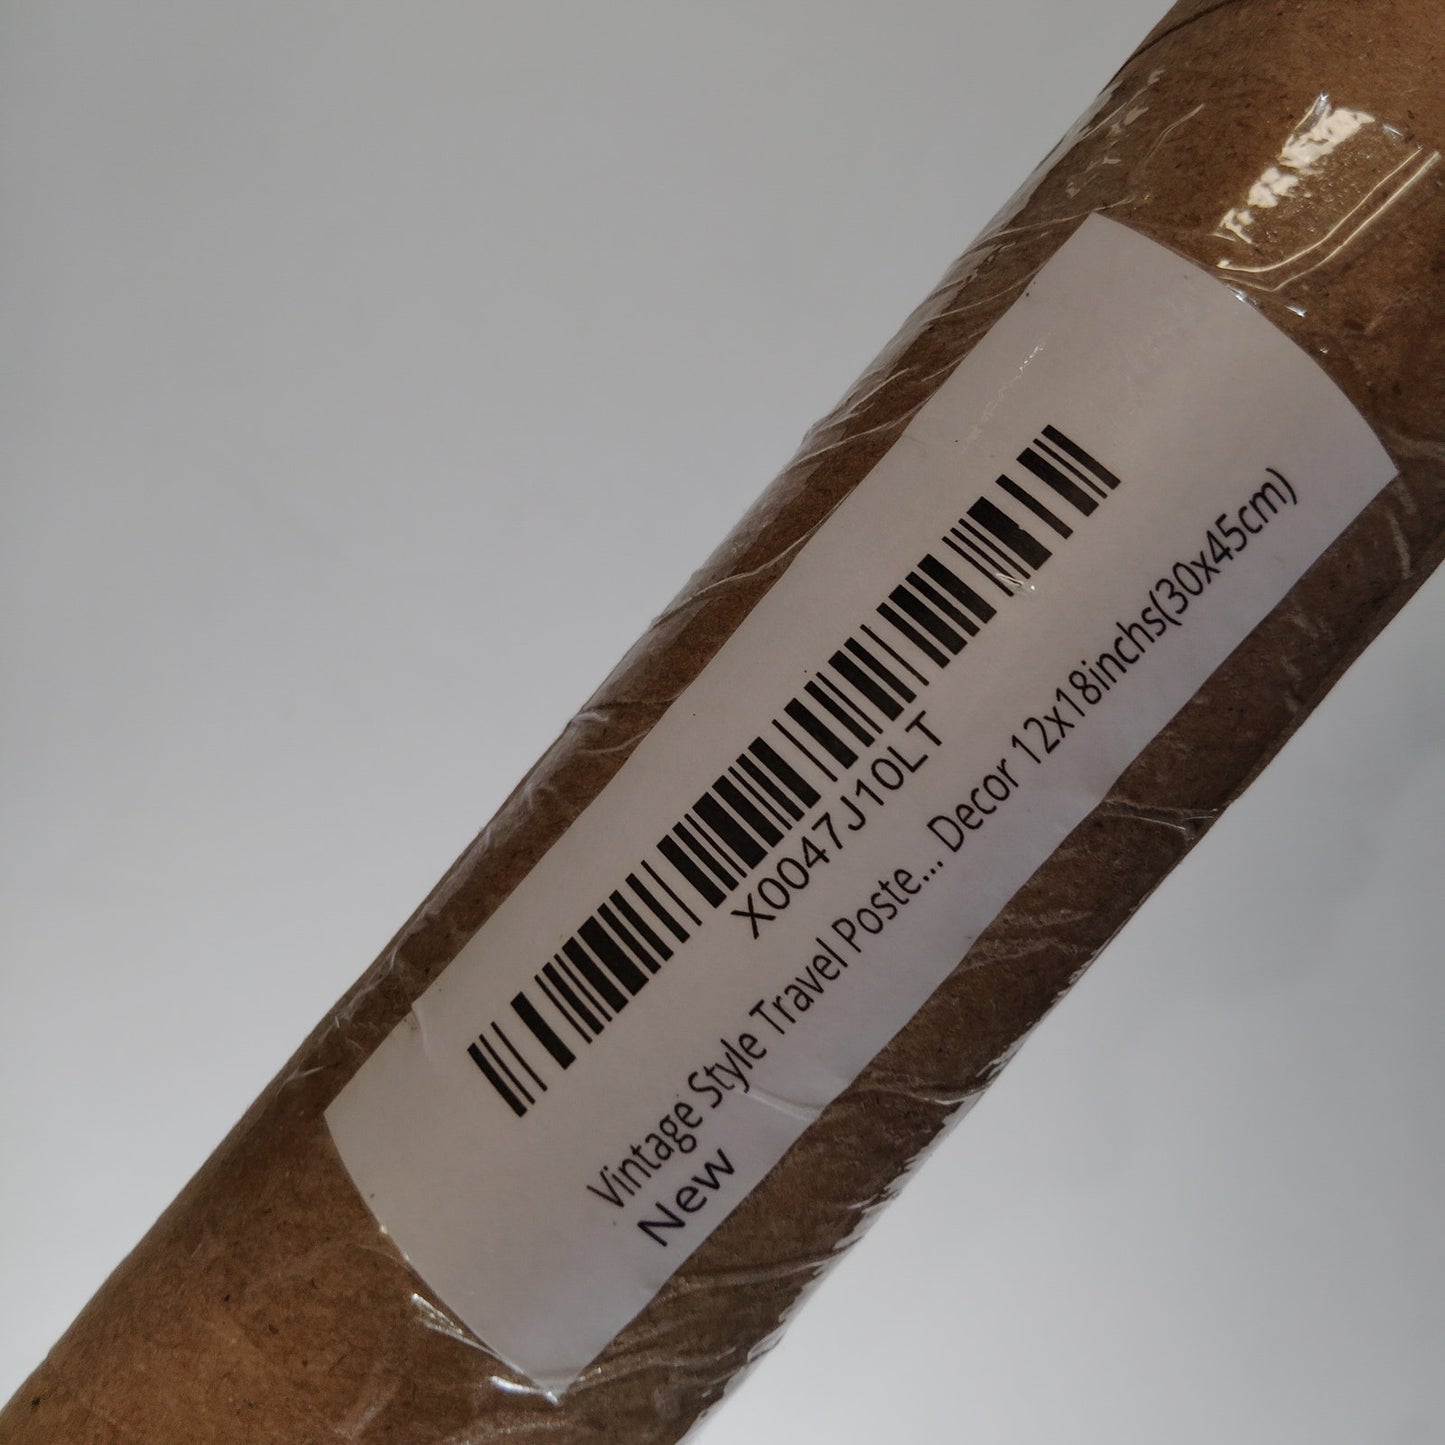 X0047J10LT
Vintage Style Travel Poste... Decor 12x18inchs(30x45cm)
New